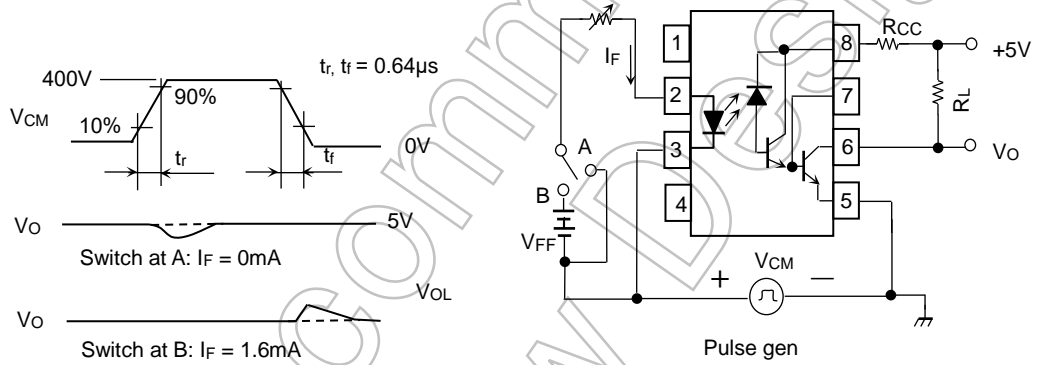 400V
VCM
10%
90%
tr, tf = 0.64µs
0V
tr
tf
VO
5V
Switch at A: IF = 0mA
VOL
VO
Switch at B: IF = 1.6mA
IF
1
2
3
4
8
7
6
5
RCC
+5V
RL
VO
A
B
VFF
VCM
+
−
Pulse gen